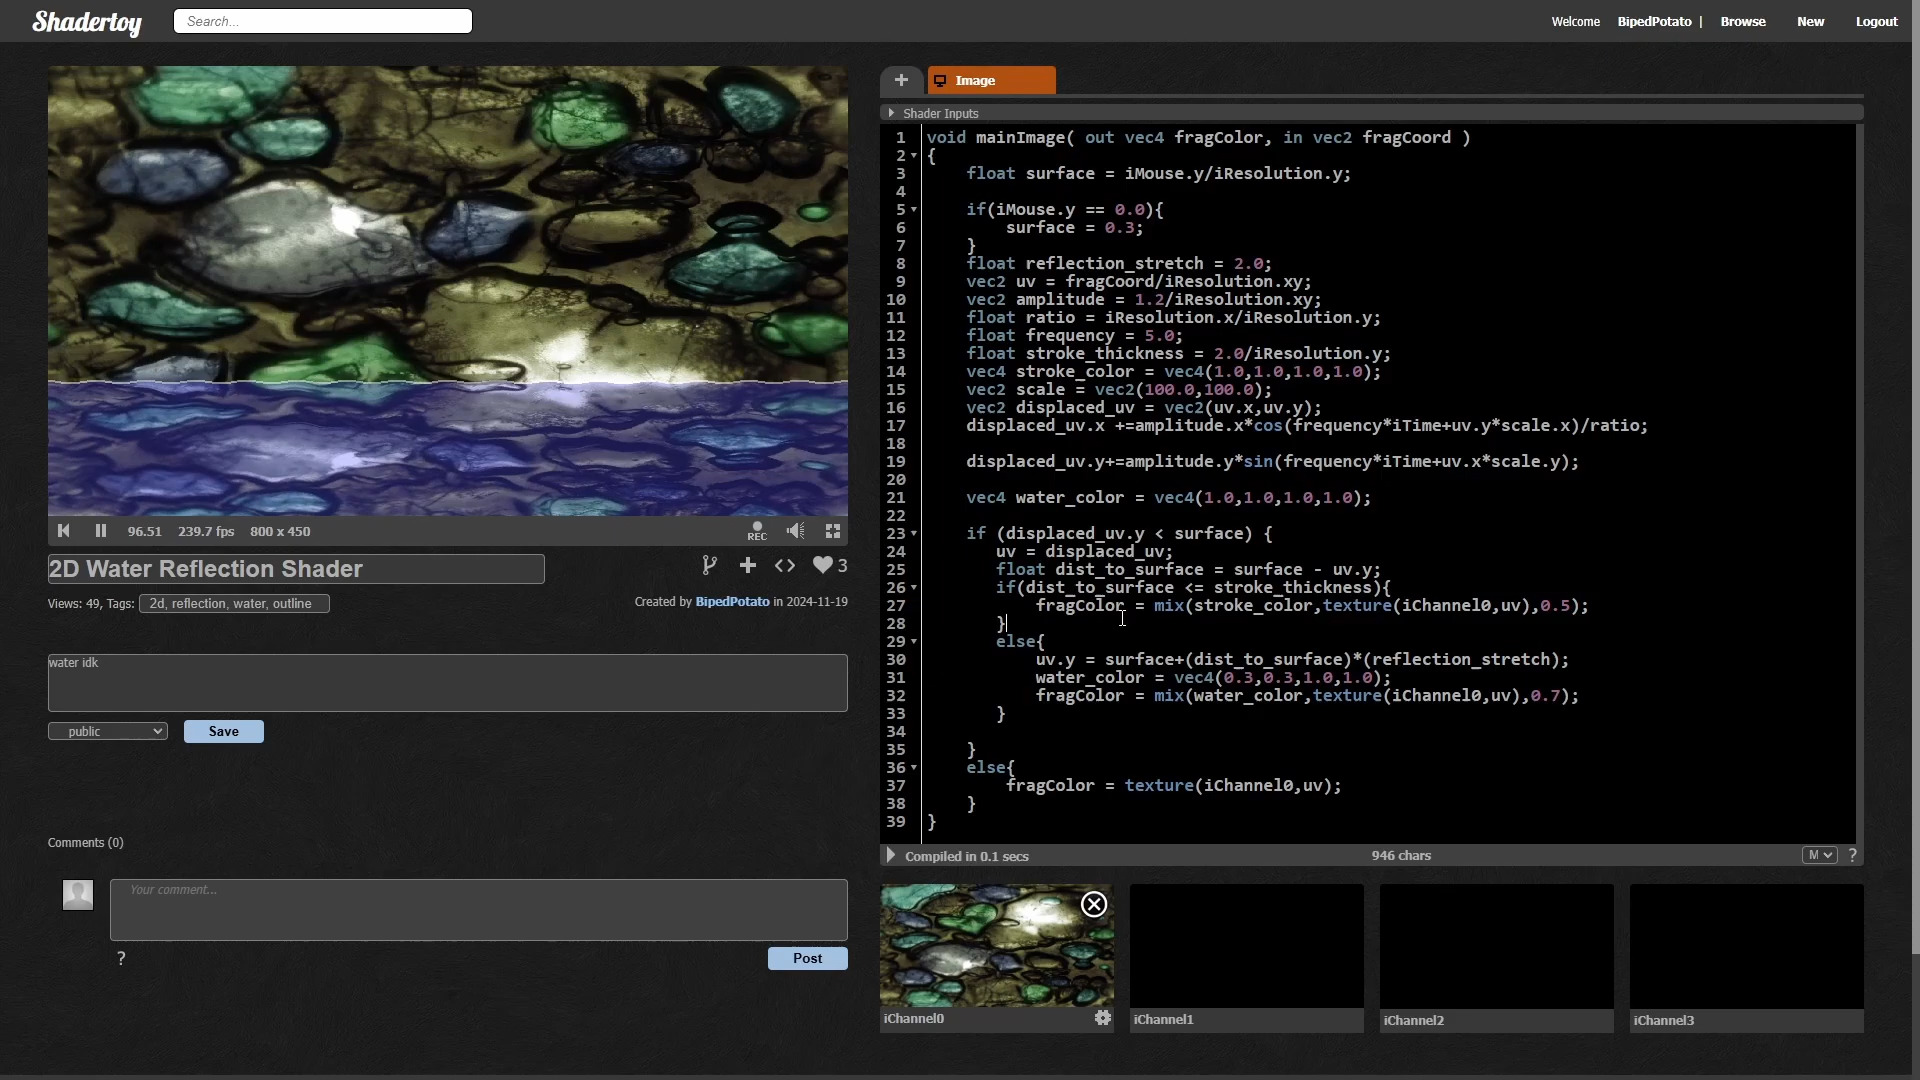 Shadertoy
Search...
Welcome BipedPotato | Browse New Logout
96.51 239.7 fps 800 x 450
REC
2D Water Reflection Shader
3
Views: 49, Tags: 2d, reflection, water, outline
Created by BipedPotato in 2024-11-19
water idk
public
Save
Comments (0)
Your comment...
?
Post
+ Image
Shader Inputs
1 void mainImage( out vec4 fragColor, in vec2 fragCoord )
2 {
3 float surface = iMouse.y/iResolution.y;
4
5 if(iMouse.y == 0.0){
6 surface = 0.3;
7 }
8 float reflection_stretch = 2.0;
9 vec2 uv = fragCoord/iResolution.xy;
10 vec2 amplitude = 1.2/iResolution.xy;
11 float ratio = iResolution.x/iResolution.y;
12 float frequency = 5.0;
13 float stroke_thickness = 2.0/iResolution.y;
14 vec4 stroke_color = vec4(1.0,1.0,1.0,1.0);
15 vec2 scale = vec2(100.0,100.0);
16 vec2 displaced_uv = vec2(uv.x,uv.y);
17 displaced_uv.x +=amplitude.x*cos(frequency*iTime+uv.y*scale.x)/ratio;
18
19 displaced_uv.y+=amplitude.y*sin(frequency*iTime+uv.x*scale.y);
20
21 vec4 water_color = vec4(1.0,1.0,1.0,1.0);
22
23 if (displaced_uv.y < surface) {
24 uv = displaced_uv;
25 float dist_to_surface = surface - uv.y;
26 if(dist_to_surface <= stroke_thickness){
27 fragColor = mix(stroke_color,texture(iChannel0,uv),0.5);
28 }
29 else{
30 uv.y = surface+(dist_to_surface)*(reflection_stretch);
31 water_color = vec4(0.3,0.3,1.0,1.0);
32 fragColor = mix(water_color,texture(iChannel0,uv),0.7);
33 }
34
35 }
36 else{
37 fragColor = texture(iChannel0,uv);
38 }
39 }
Compiled in 0.1 secs 946 chars M ?
iChannel0 iChannel1 iChannel2 iChannel3